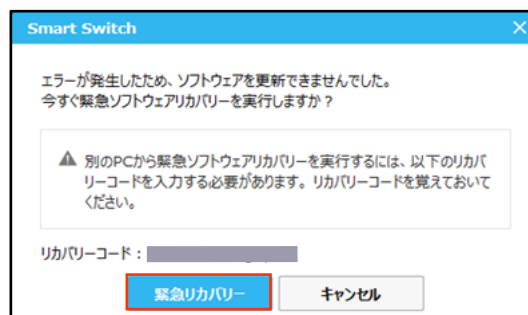 Smart Switch
エラーが発生したため、ソフトウェアを更新できませんでした。
今すぐ緊急ソフトウェアリカバリーを実行しますか？
別のPCから緊急ソフトウェアリカバリーを実行するには、以下のリカバ
リーコードを入力する必要があります。リカバリーコードを覚えておいて
ください。
リカバリーコード：
緊急リカバリー
キャンセル